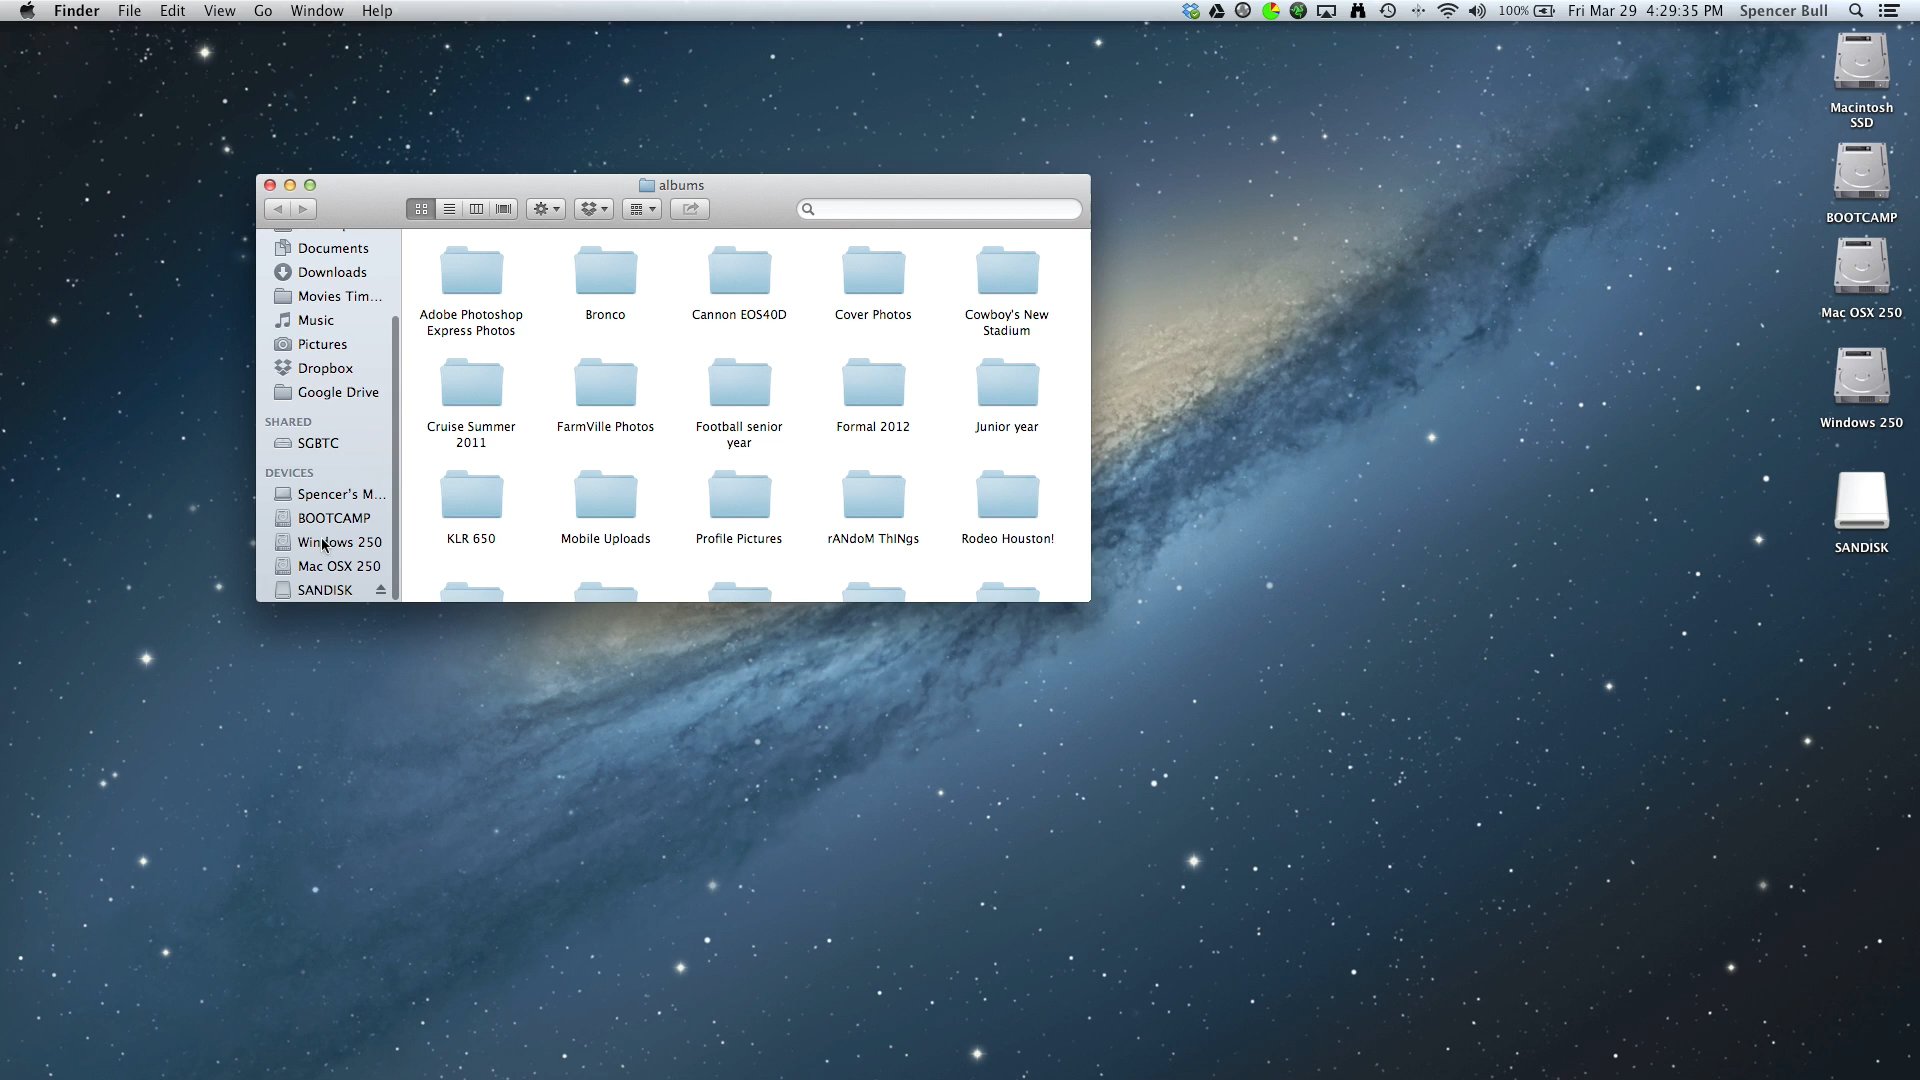 Finder File Edit View Go Window Help 100% Fri Mar 29 4:29:35 PM Spencer Bull
albums
Documents
Downloads
Movies Tim...
Music
Pictures
Dropbox
Google Drive
SHARED
SGBTC
DEVICES
Spencer's M...
BOOTCAMP
Windows 250
Mac OSX 250
SANDISK
Adobe Photoshop
Express Photos
Bronco
Cannon EOS40D
Cover Photos
Cowboy's New
Stadium
Cruise Summer
2011
FarmVille Photos
Football senior
year
Formal 2012
Junior year
KLR 650
Mobile Uploads
Profile Pictures
rANdoM ThINgs
Rodeo Houston!
Macintosh
SSD
BOOTCAMP
Mac OSX 250
Windows 250
SANDISK